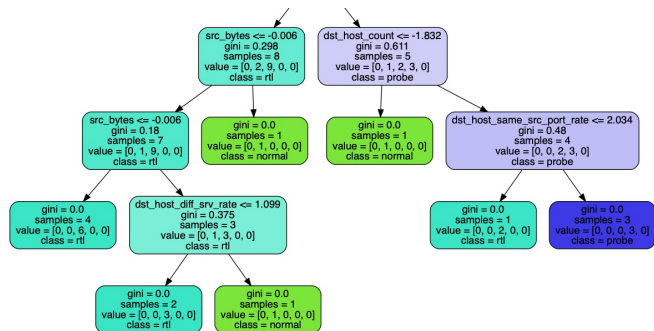 src_bytes <= -0.006
gini = 0.298
samples = 8
value = [0, 2, 9, 0, 0]
class = rtl
dst_host_count <= -1.832
gini = 0.611
samples = 5
value = [0, 1, 2, 3, 0]
class = probe
src_bytes <= -0.006
gini = 0.18
samples = 7
value = [0, 1, 9, 0, 0]
class = rtl
gini = 0.0
samples = 1
value = [0, 1, 0, 0, 0]
class = normal
gini = 0.0
samples = 1
value = [0, 1, 0, 0, 0]
class = normal
dst_host_same_src_port_rate <= 2.034
gini = 0.48
samples = 4
value = [0, 0, 2, 3, 0]
class = probe
gini = 0.0
samples = 4
value = [0, 0, 6, 0, 0]
class = rtl
dst_host_diff_srv_rate <= 1.099
gini = 0.375
samples = 3
value = [0, 1, 3, 0, 0]
class = rtl
gini = 0.0
samples = 1
value = [0, 0, 2, 0, 0]
class = rtl
gini = 0.0
samples = 3
value = [0, 0, 0, 3, 0]
class = probe
gini = 0.0
samples = 2
value = [0, 0, 3, 0, 0]
class = rtl
gini = 0.0
samples = 1
value = [0, 1, 0, 0, 0]
class = normal